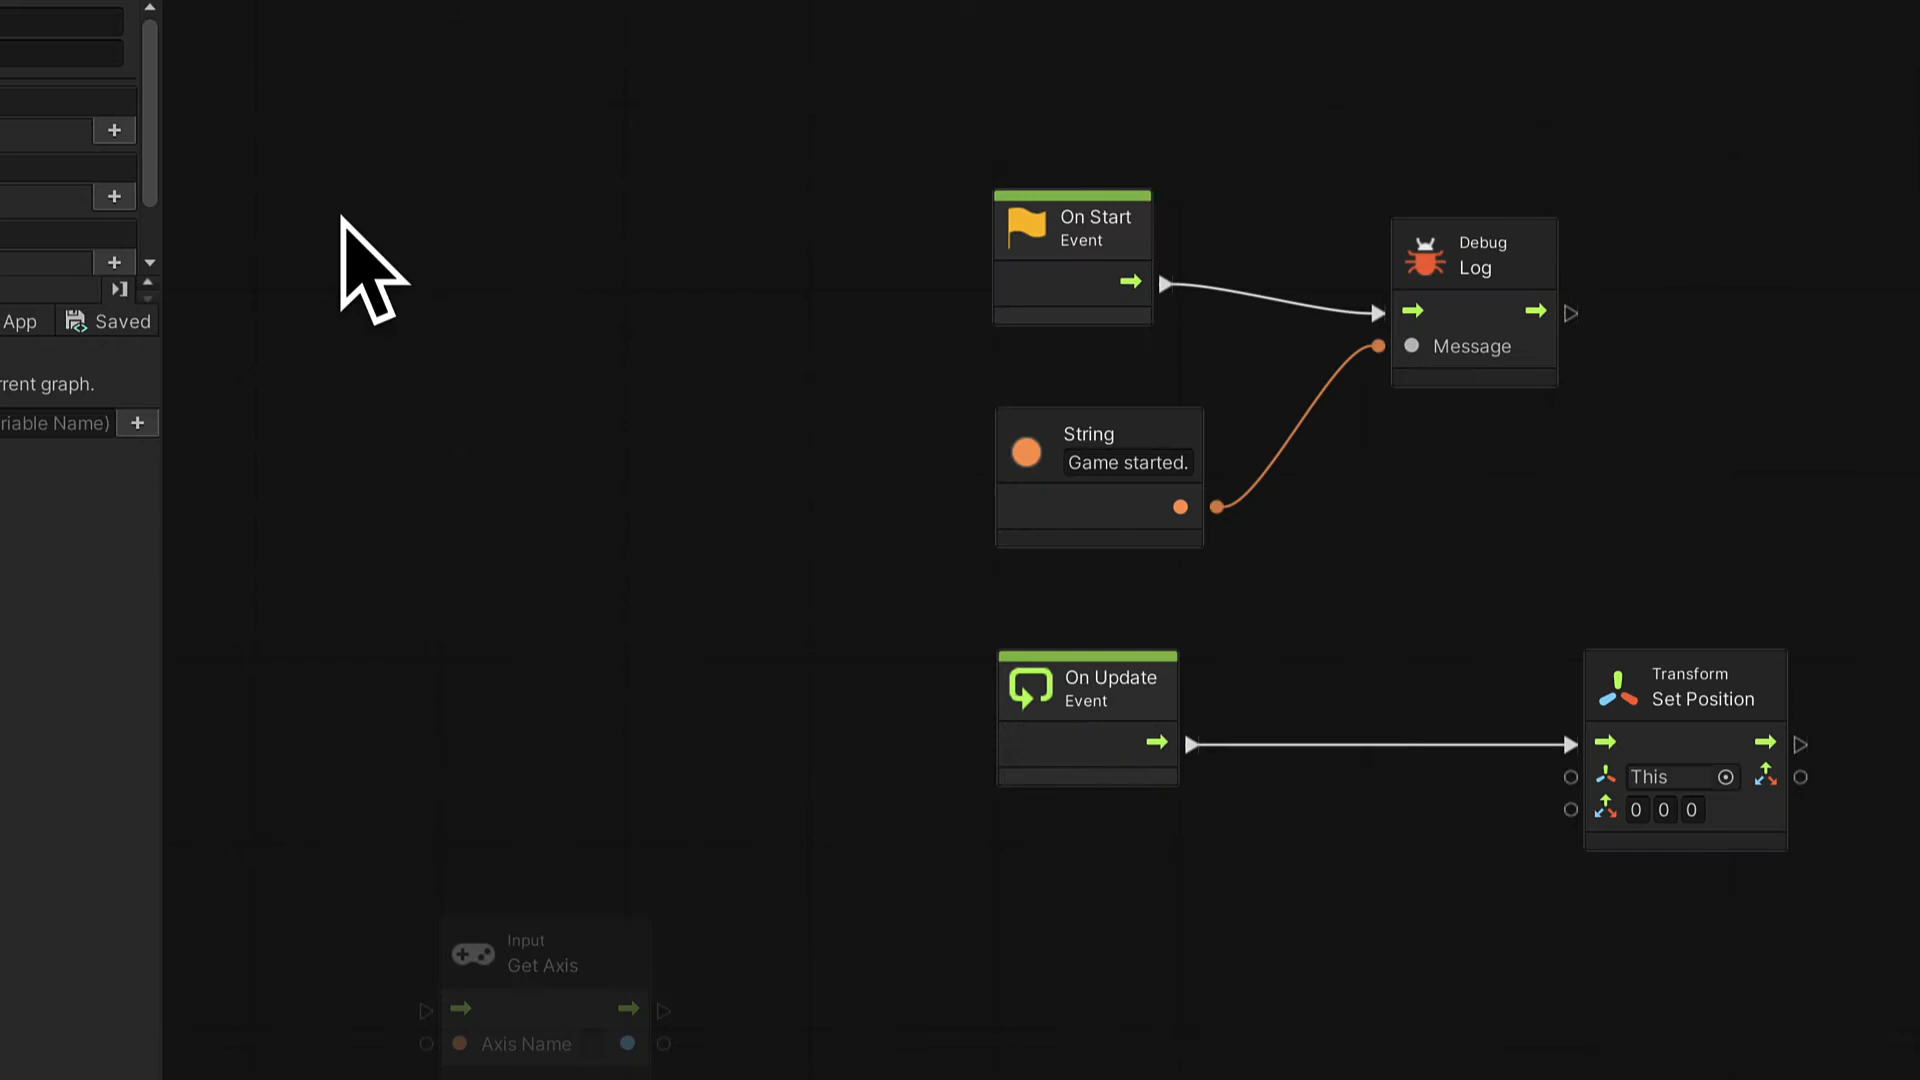 App
Saved
rrent graph.
riable Name)
On Start
Event
Debug
Log
Message
String
Game started.
On Update
Event
Transform
Set Position
This
0 0 0
Input
Get Axis
Axis Name